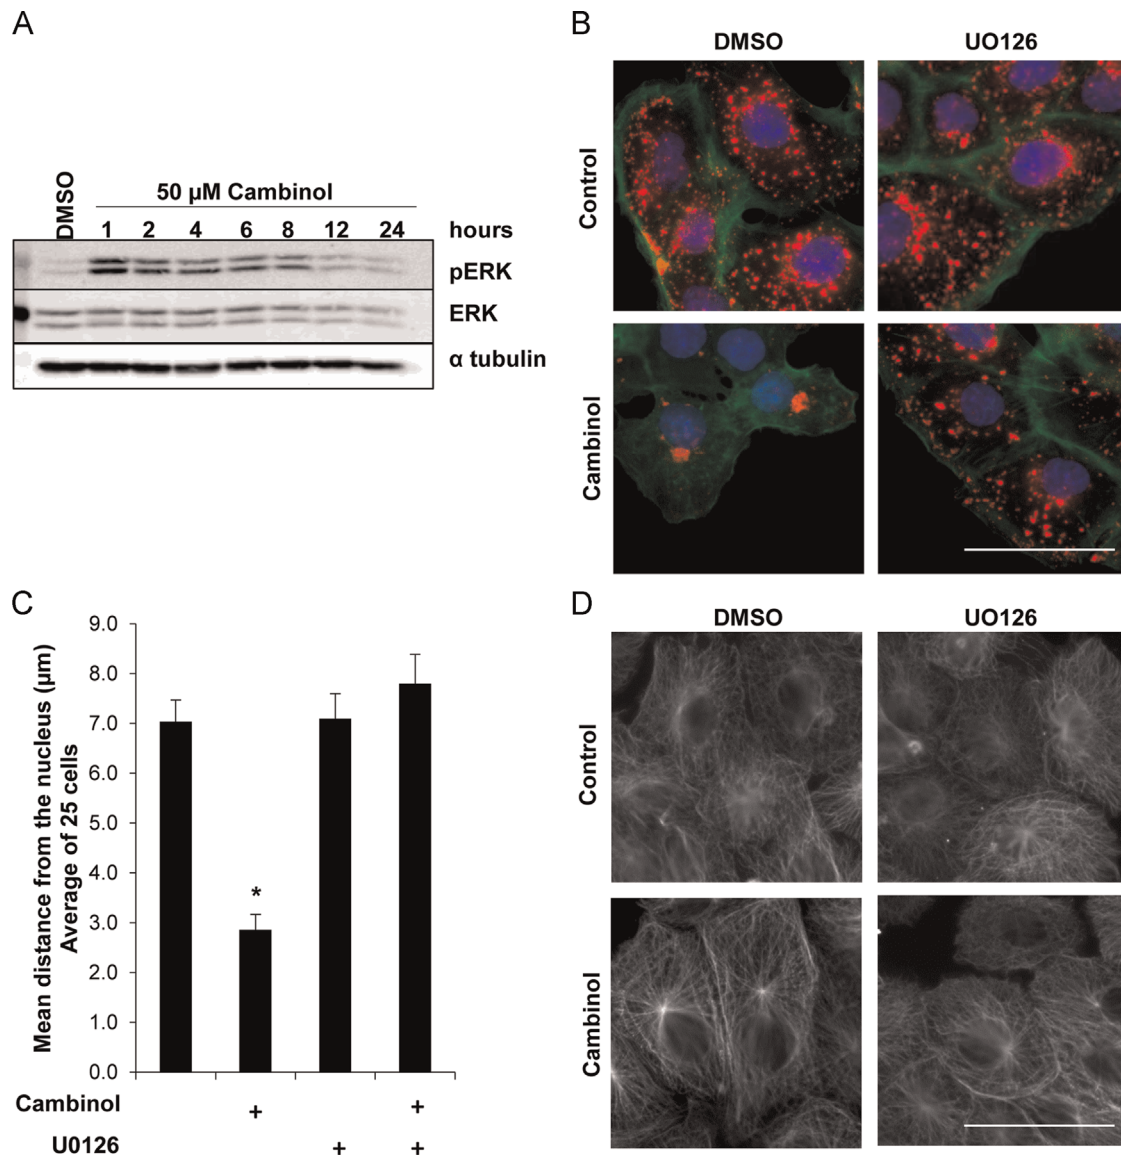 A
DMSO
50 µM Cambinol
1 2 4 6 8 12 24 hours
pERK
ERK
α tubulin
B
DMSO UO126
Control
Cambinol
C
Mean distance from the nucleus (µm)
Average of 25 cells
9.0
8.0
7.0
6.0
5.0
4.0
3.0
2.0
1.0
0.0
*
Cambinol + +
U0126 + +
D
DMSO UO126
Control
Cambinol